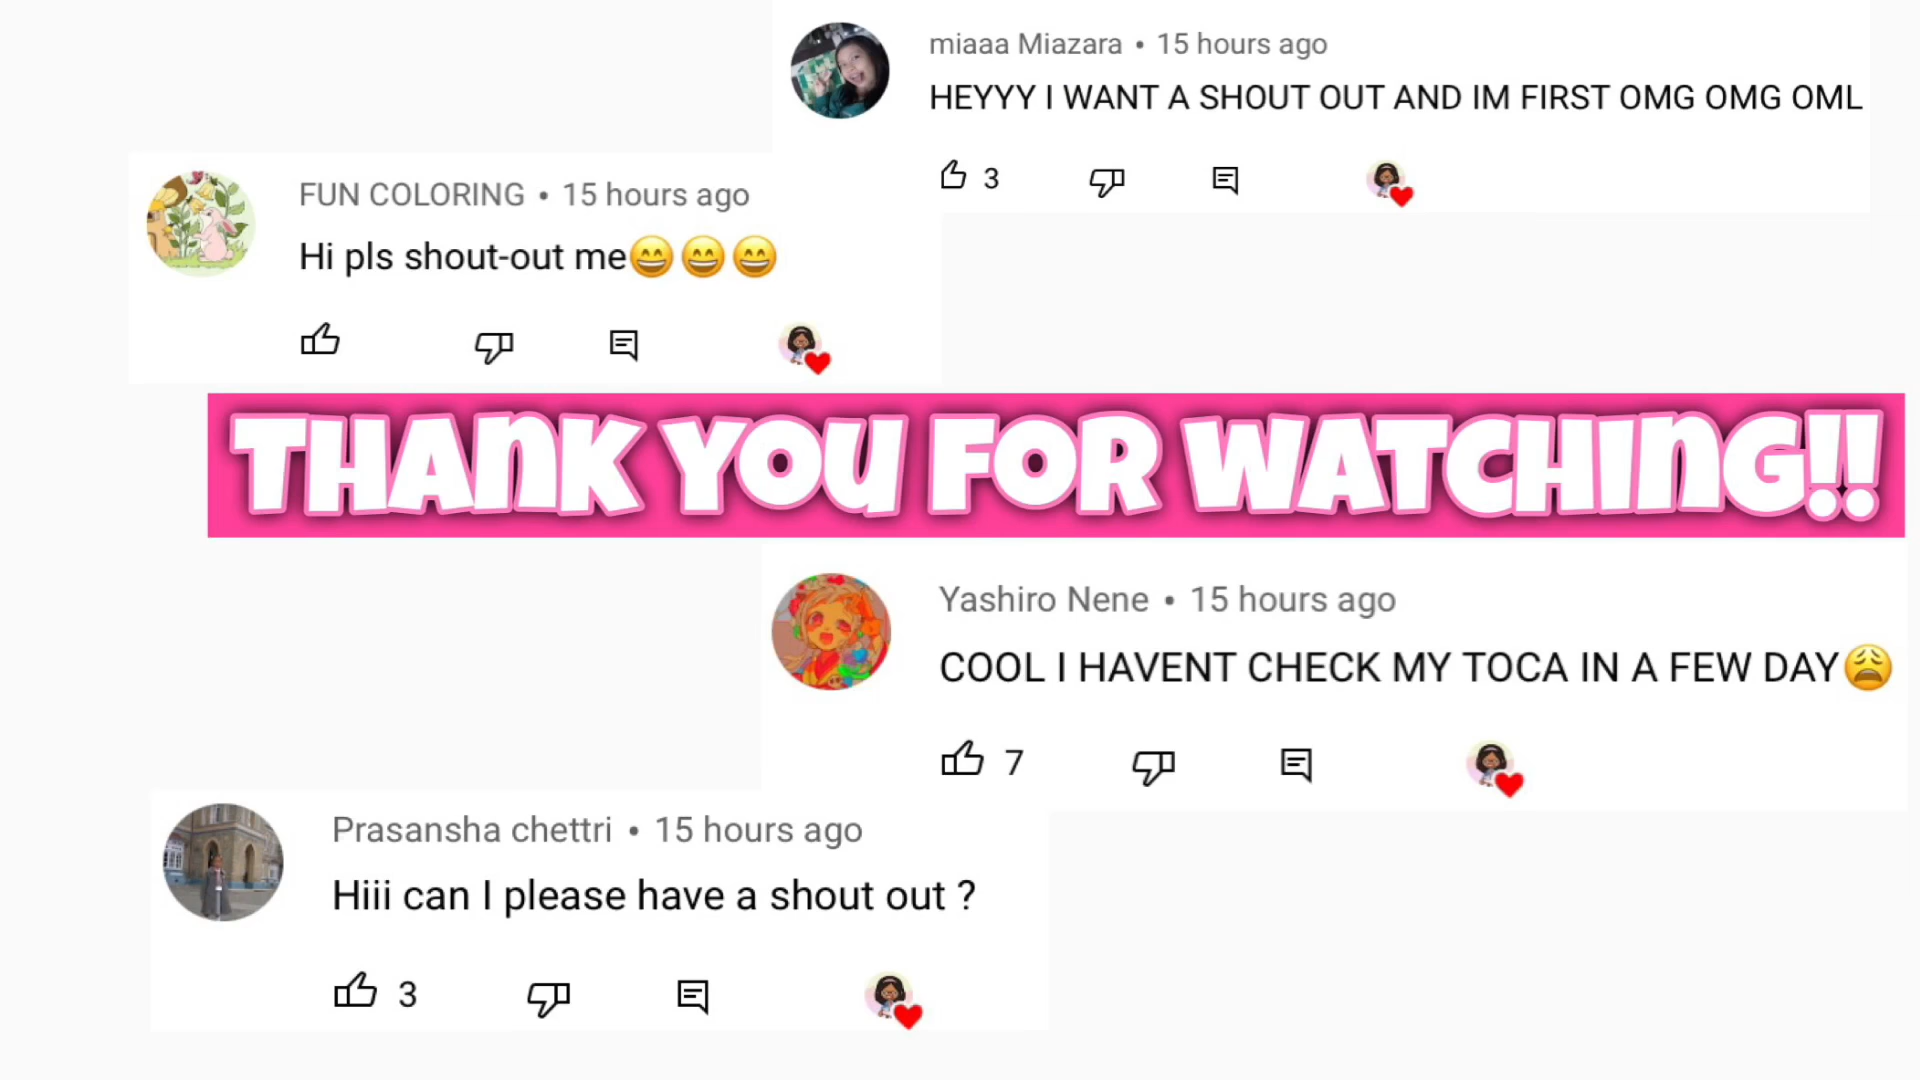 miaaa Miazara • 15 hours ago
HEYYY I WANT A SHOUT OUT AND IM FIRST OMG OMG OML
3
FUN COLORING • 15 hours ago
Hi pls shout-out me😄😄😄
THANK YOU FOR WATCHING!!
Yashiro Nene • 15 hours ago
COOL I HAVENT CHECK MY TOCA IN A FEW DAY😩
7
Prasansha chettri • 15 hours ago
Hiii can I please have a shout out ?
3